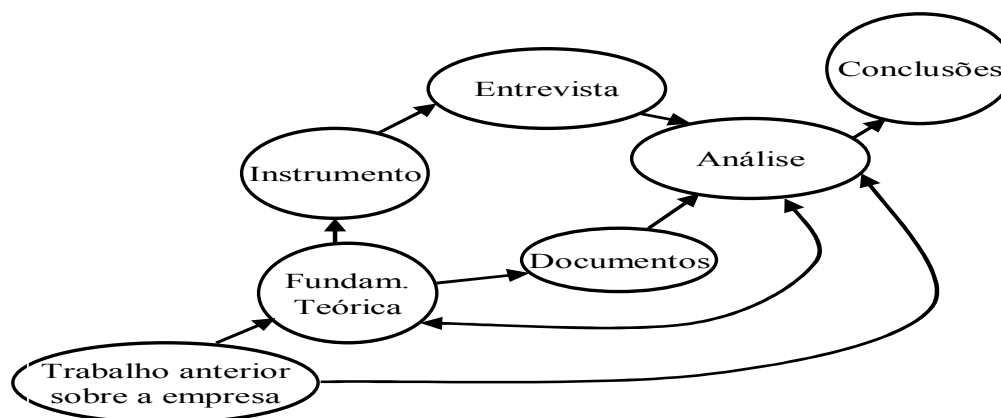 Conclusões
Entrevista
Análise
Instrumento
Documentos
Fundam.
Teórica
Trabalho anterior
sobre a empresa